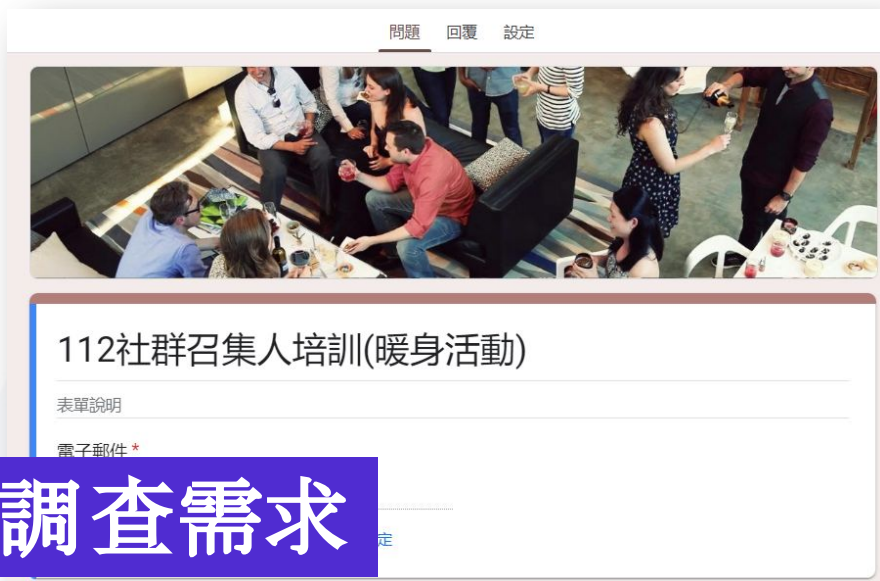 問題 回覆 設定
112社群召集人培訓(暖身活動)
表單說明
電子郵件 *
調查需求
定